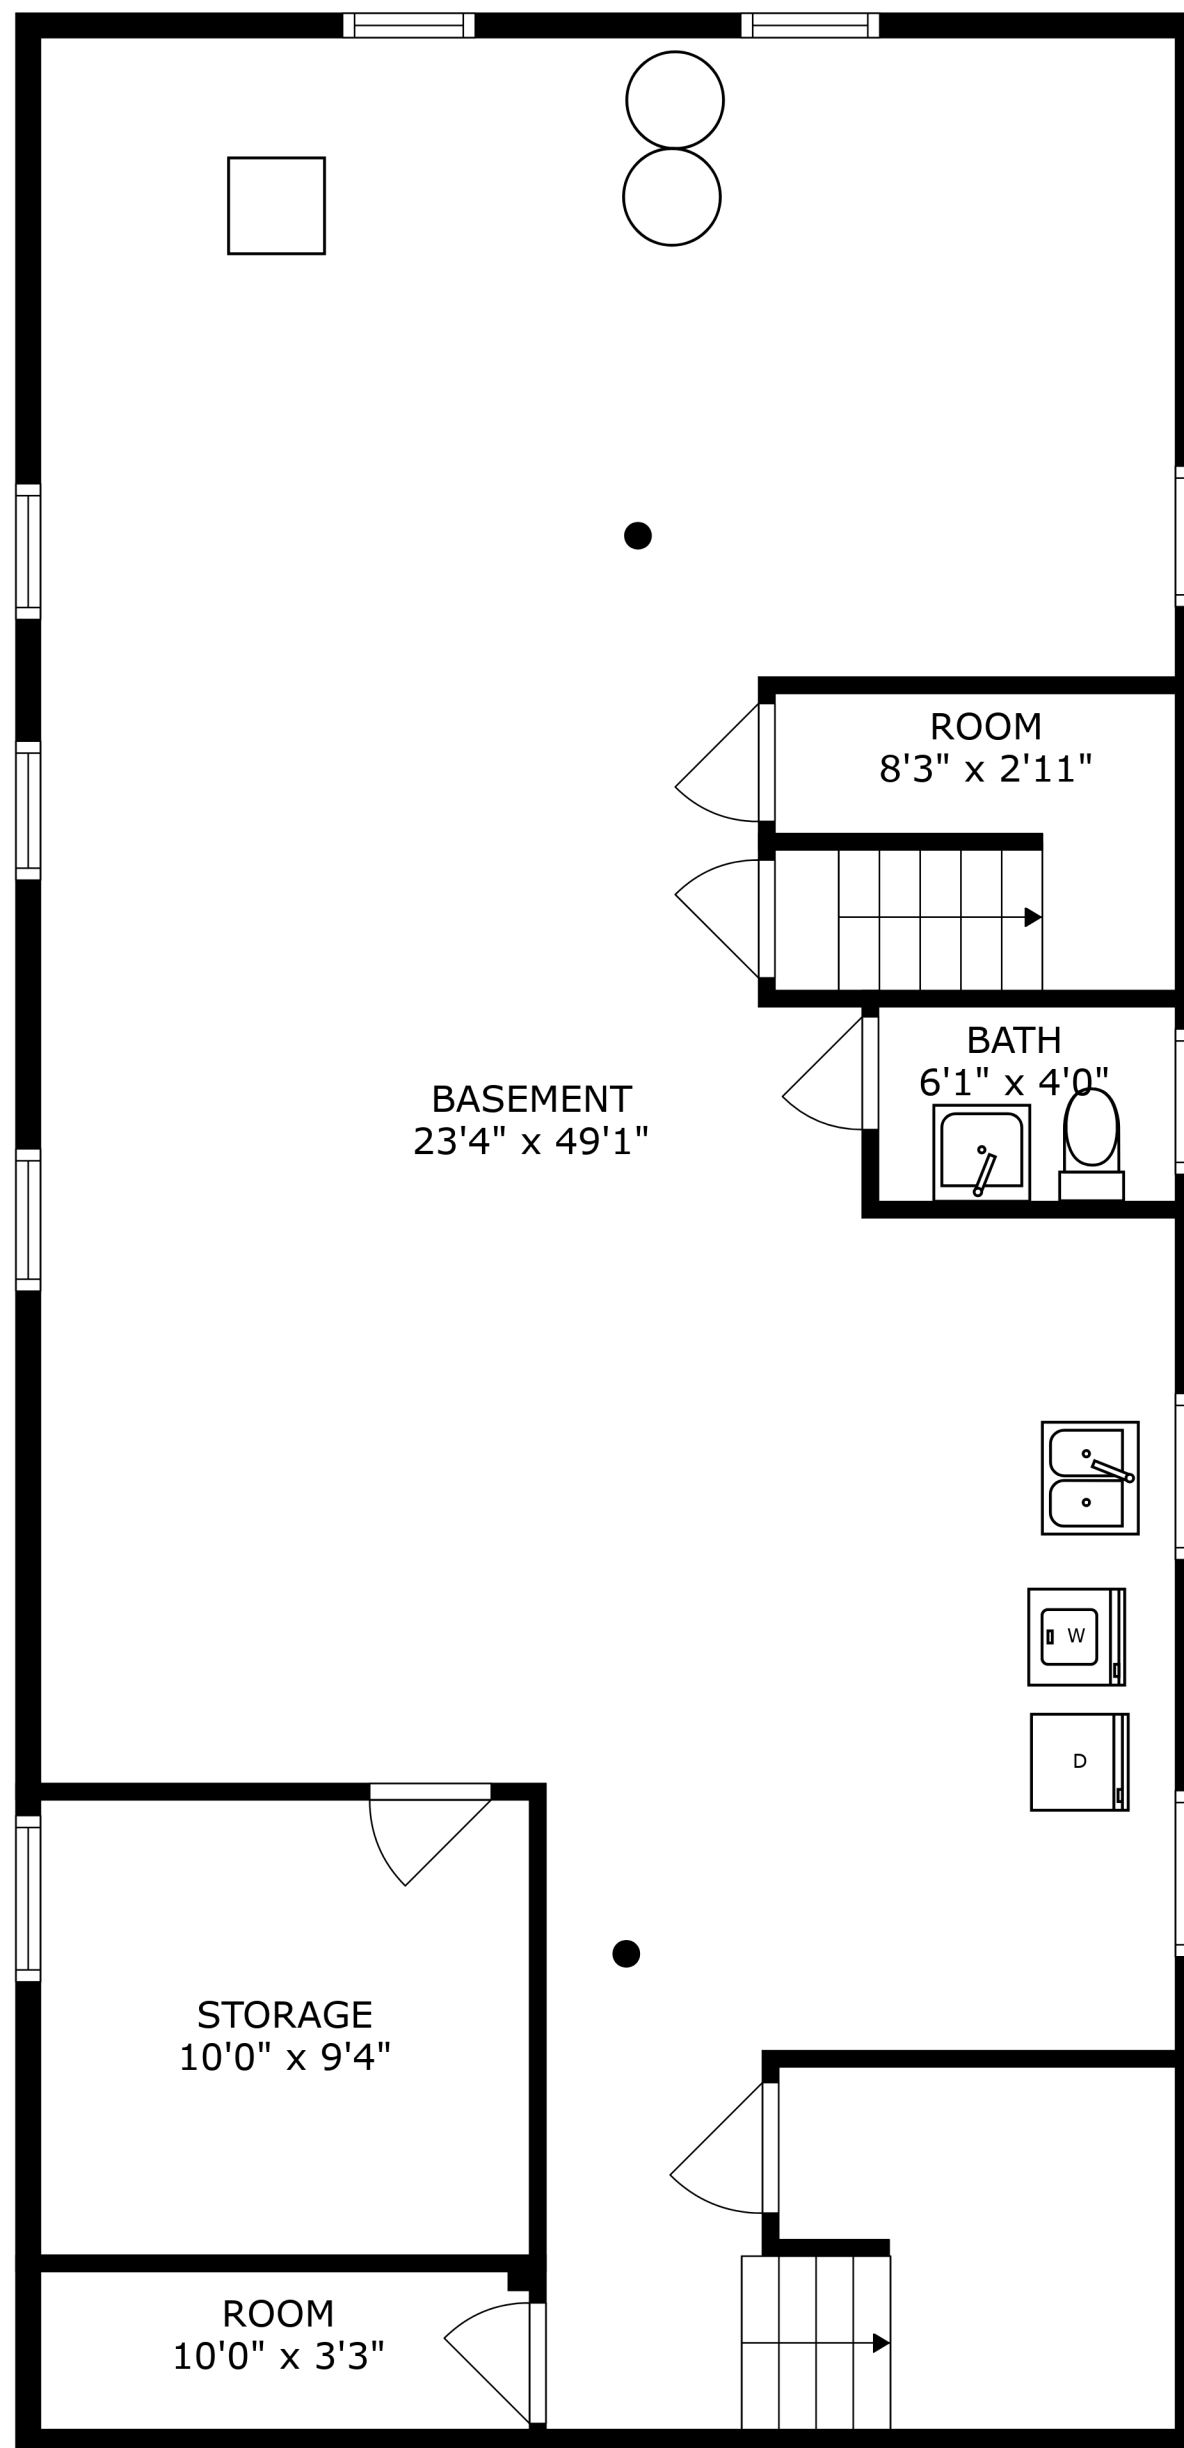 ROOM
8'3" x 2'11"
BATH
6'1" x 4'0"
BASEMENT
23'4" x 49'1"
W
D
STORAGE
10'0" x 9'4"
ROOM
10'0" x 3'3"